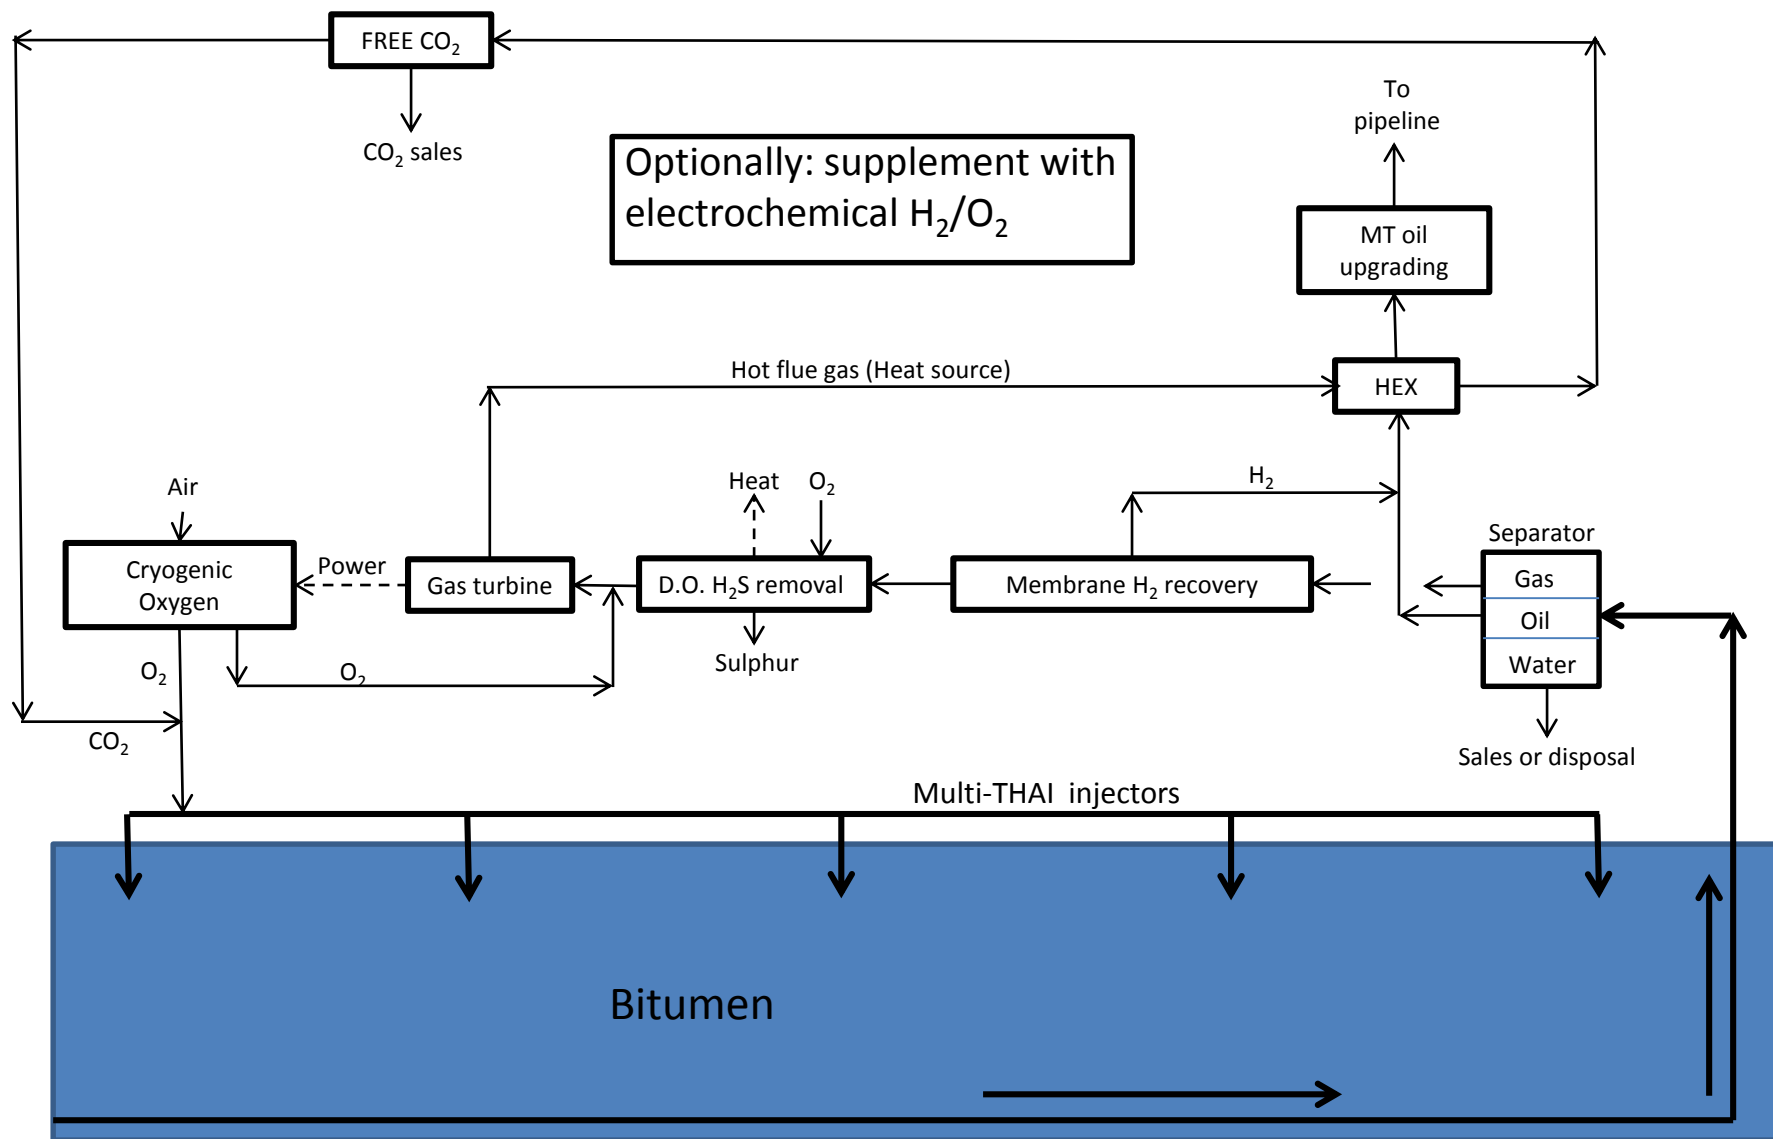 FREE CO₂
CO₂ sales
To
pipeline
Optionally: supplement with
electrochemical H₂/O₂
MT oil
upgrading
Hot flue gas (Heat source)
HEX
Air
Heat
O₂
H₂
Separator
Cryogenic
Oxygen
Power
Gas turbine
D.O. H₂S removal
Membrane H₂ recovery
Gas
Oil
Water
O₂
O₂
Sulphur
CO₂
Sales or disposal
Multi-THAI injectors
Bitumen